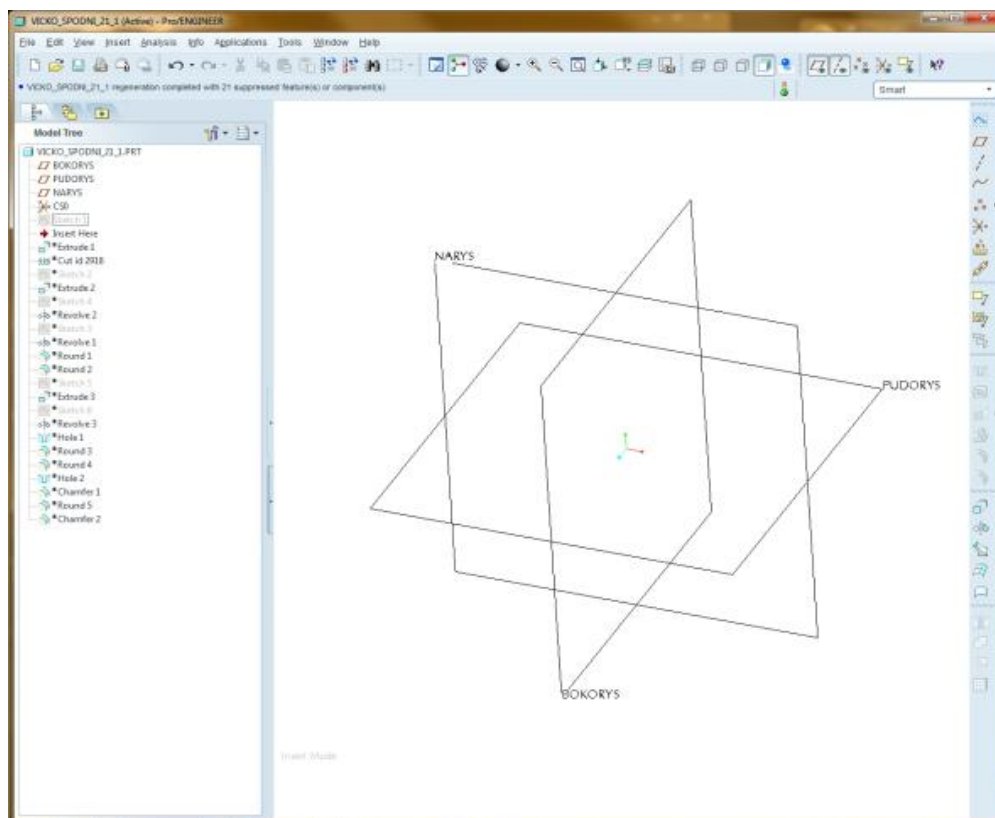 VICKO_SPODNI_21_1 (Active) - Pro/ENGINEER
File Edit View Insert Analysis Info Applications Tools Window Help
VICKO_SPODNI_21_1 regeneration completed with 21 suppressed feature(s) or component(s)
Smart
Model Tree
VICKO_SPODNI_21_1.PRT
BOKORYS
PUDORYS
NARYS
CS0
Sketch 1
Insert Here
*Extrude 1
*Cut id 2918
*Sketch 2
*Extrude 2
*Sketch 4
*Revolve 2
*Sketch 3
*Revolve 1
*Round 1
*Round 2
*Sketch 5
*Extrude 3
*Sketch 6
*Revolve 3
*Hole 1
*Round 3
*Round 4
*Hole 2
*Chamfer 1
*Round 5
*Chamfer 2
NARYS
PUDORYS
BOKORYS
Insert Mode